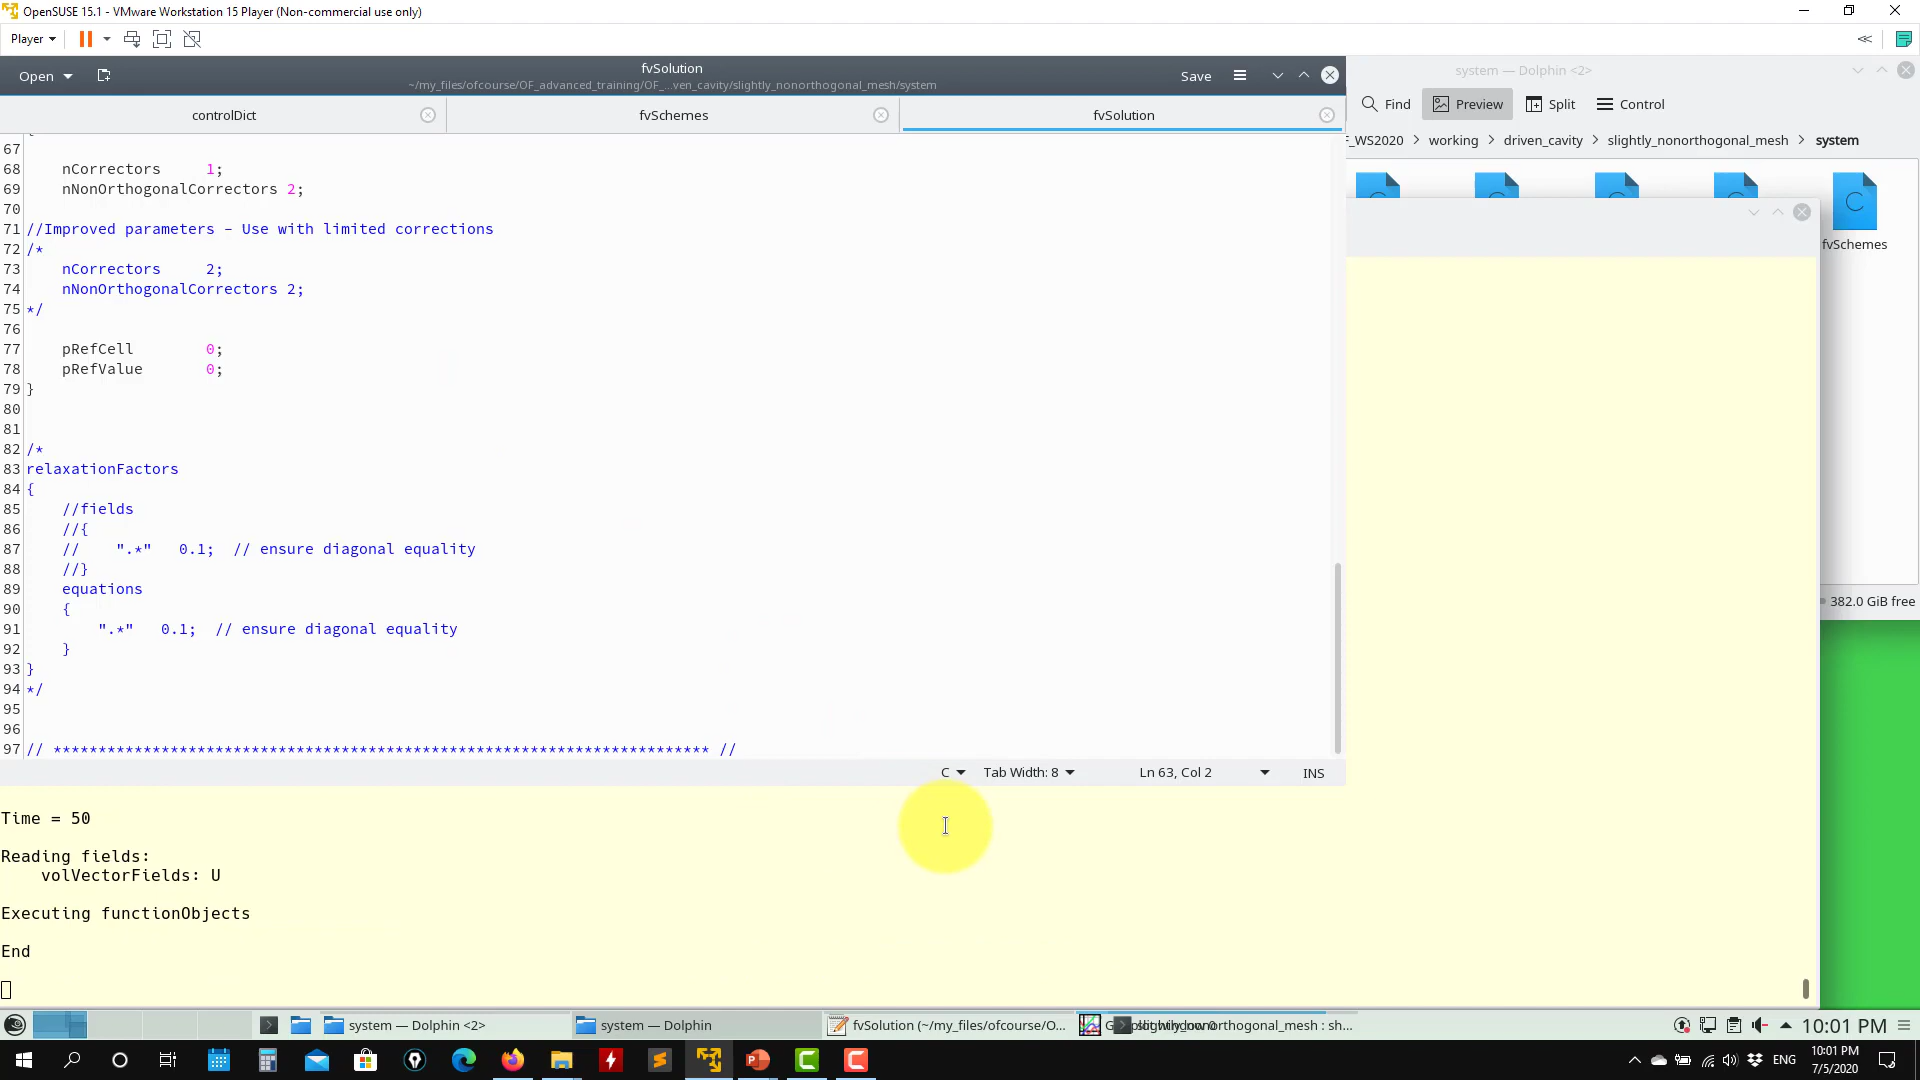 OpenSUSE 15.1 - VMware Workstation 15 Player (Non-commercial use only)
Player
Open
fvSolution
~/my_files/ofcourse/OF_advanced_training/OF_...ven_cavity/slightly_nonorthogonal_mesh/system
Save
system — Dolphin <2>
controlDict
fvSchemes
fvSolution
Find
Preview
Split
Control
F_WS2020 > working > driven_cavity > slightly_nonorthogonal_mesh > system
67
68 nCorrectors 1;
69 nNonOrthogonalCorrectors 2;
70
71 //Improved parameters - Use with limited corrections
72 /*
73 nCorrectors 2;
74 nNonOrthogonalCorrectors 2;
75 */
76
77 pRefCell 0;
78 pRefValue 0;
79 }
80
81
82 /*
83 relaxationFactors
84 {
85 //fields
86 //{
87 // ".*" 0.1; // ensure diagonal equality
88 //}
89 equations
90 {
91 ".*" 0.1; // ensure diagonal equality
92 }
93 }
94 */
95
96
97 // ************************************************************************* //
fvSchemes
382.0 GiB free
C
Tab Width: 8
Ln 63, Col 2
INS
Time = 50
Reading fields:
volVectorFields: U
Executing functionObjects
End
system — Dolphin <2>
system — Dolphin
fvSolution (~/my_files/ofcourse/O...
10:01 PM
ENG
10:01 PM
7/5/2020